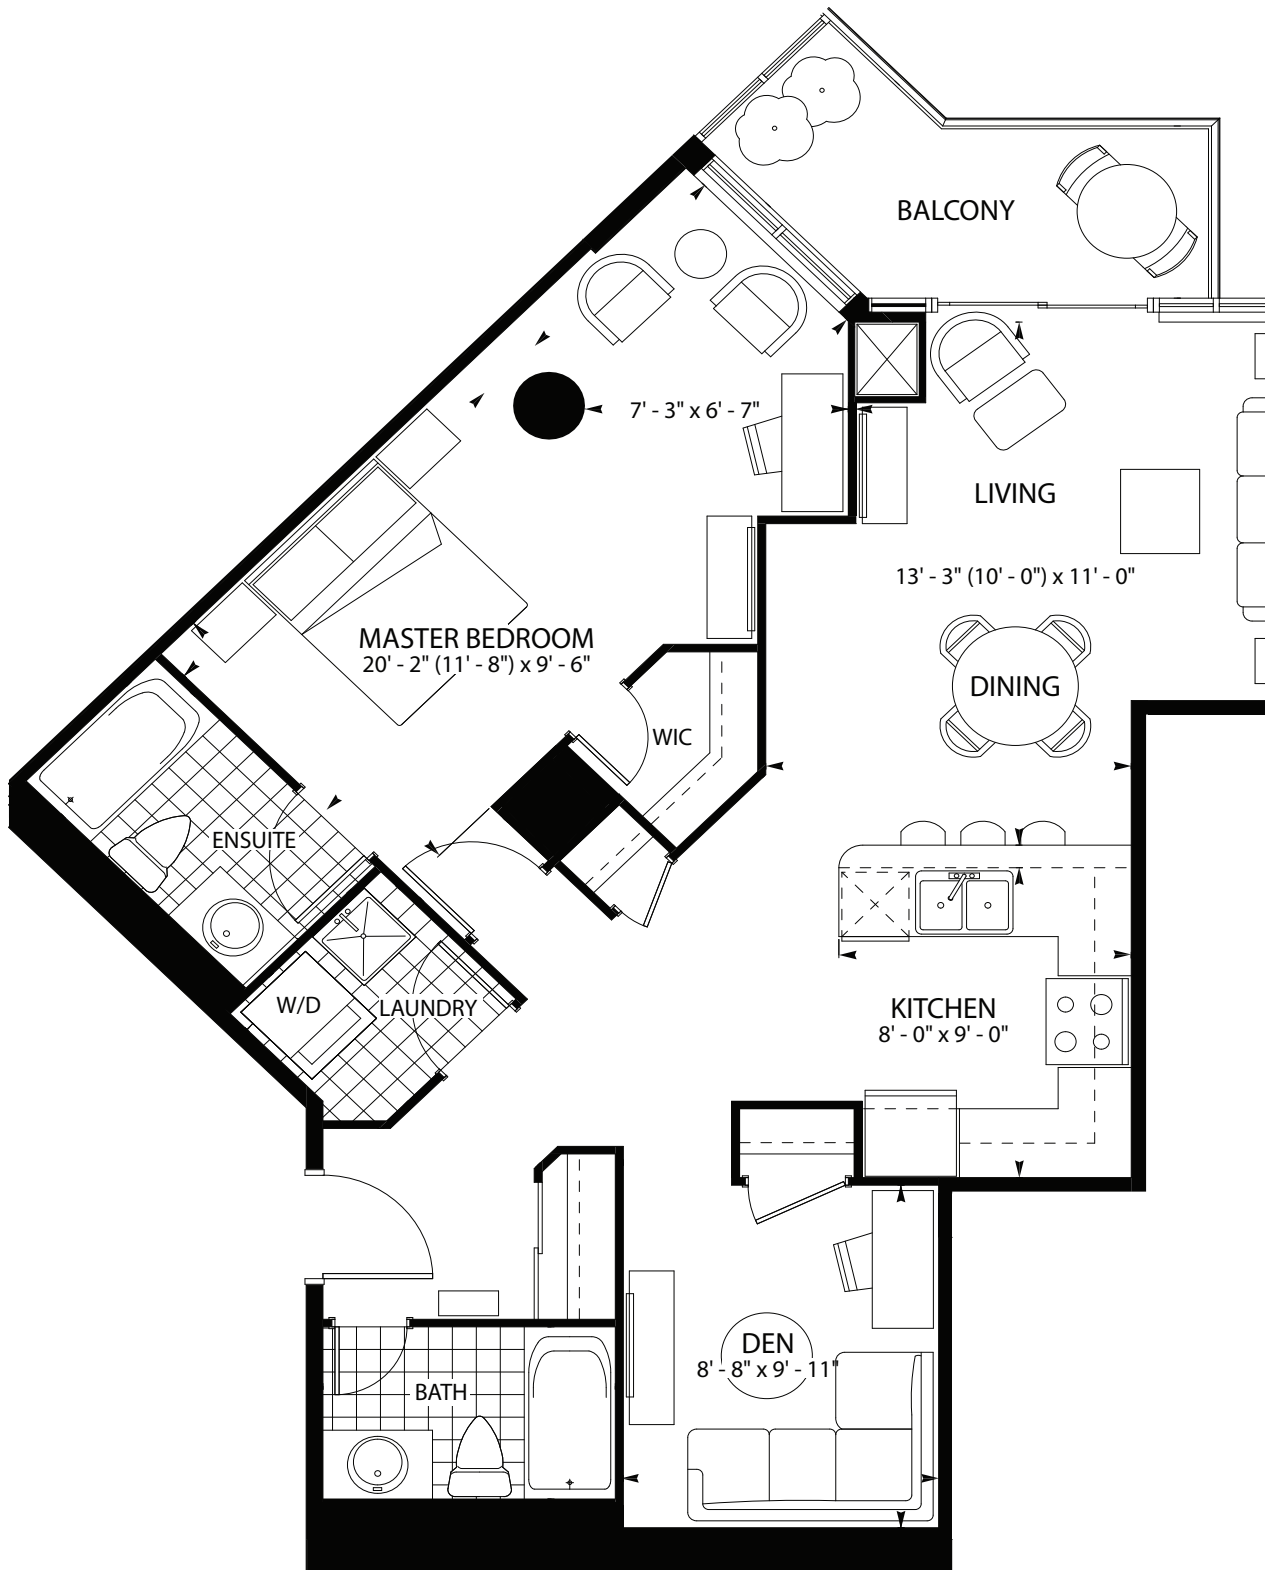 BALCONY
7' - 3" x 6' - 7"
LIVING
13' - 3" (10' - 0") x 11' - 0"
MASTER BEDROOM
20' - 2" (11' - 8") x 9' - 6"
DINING
WIC
ENSUITE
W/D
LAUNDRY
KITCHEN
8' - 0" x 9' - 0"
DEN
8' - 8" x 9' - 11"
BATH